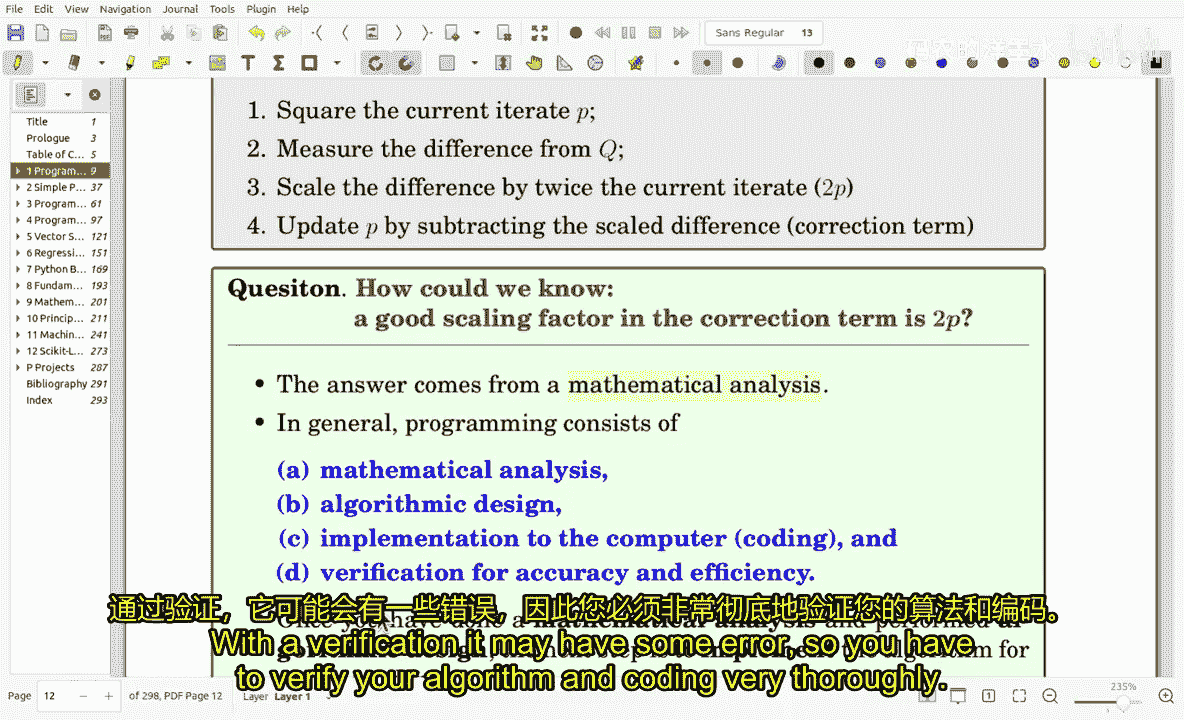 File Edit View Navigation Journal Tools Plugin Help
Sans Regular 13
Title 1
Prologue 3
Table of C... 5
1 Program... 9
2 Simple P... 37
3 Program... 61
4 Program... 97
5 Vector S... 121
6 Regressi... 151
7 Python B... 169
8 Fundam... 193
9 Mathem... 201
10 Princip... 211
11 Machin... 241
12 Scikit-L... 273
P Projects 287
Bibliography 291
Index 293
1. Square the current iterate p;
2. Measure the difference from Q;
3. Scale the difference by twice the current iterate (2p)
4. Update p by subtracting the scaled difference (correction term)
Quesiton. How could we know:
a good scaling factor in the correction term is 2p?
• The answer comes from a mathematical analysis.
• In general, programming consists of
(a) mathematical analysis,
(b) algorithmic design,
(c) implementation to the computer (coding), and
(d) verification for accuracy and efficiency.
通过验证，它可能会有一些错误，因此您必须非常彻底地验证您的算法和编码。
With a verification it may have some error, so you have
to verify your algorithm and coding very thoroughly.
Page 12 of 298, PDF Page 12 Layer Layer 1
235%